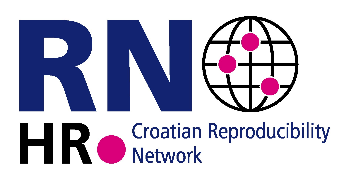 RN
HR
Croatian Reproducibility
Network